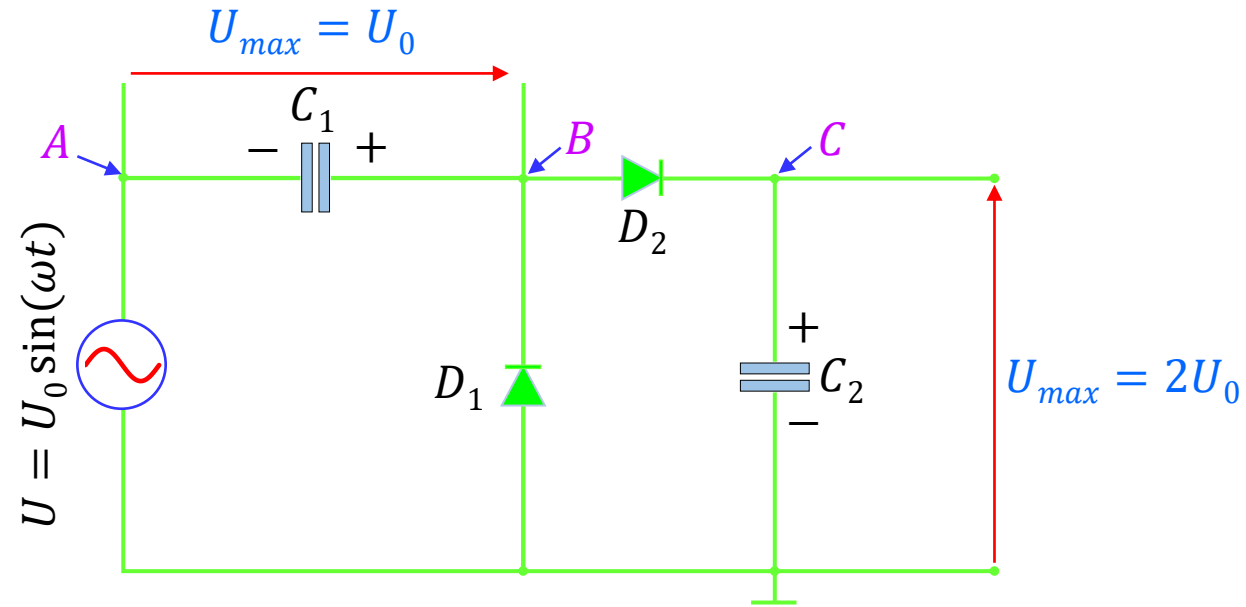 U_max = U_0
C_1
A
− +
B
C
D_2
U = U_0 sin(ωt)
D_1
+
C_2
−
U_max = 2U_0